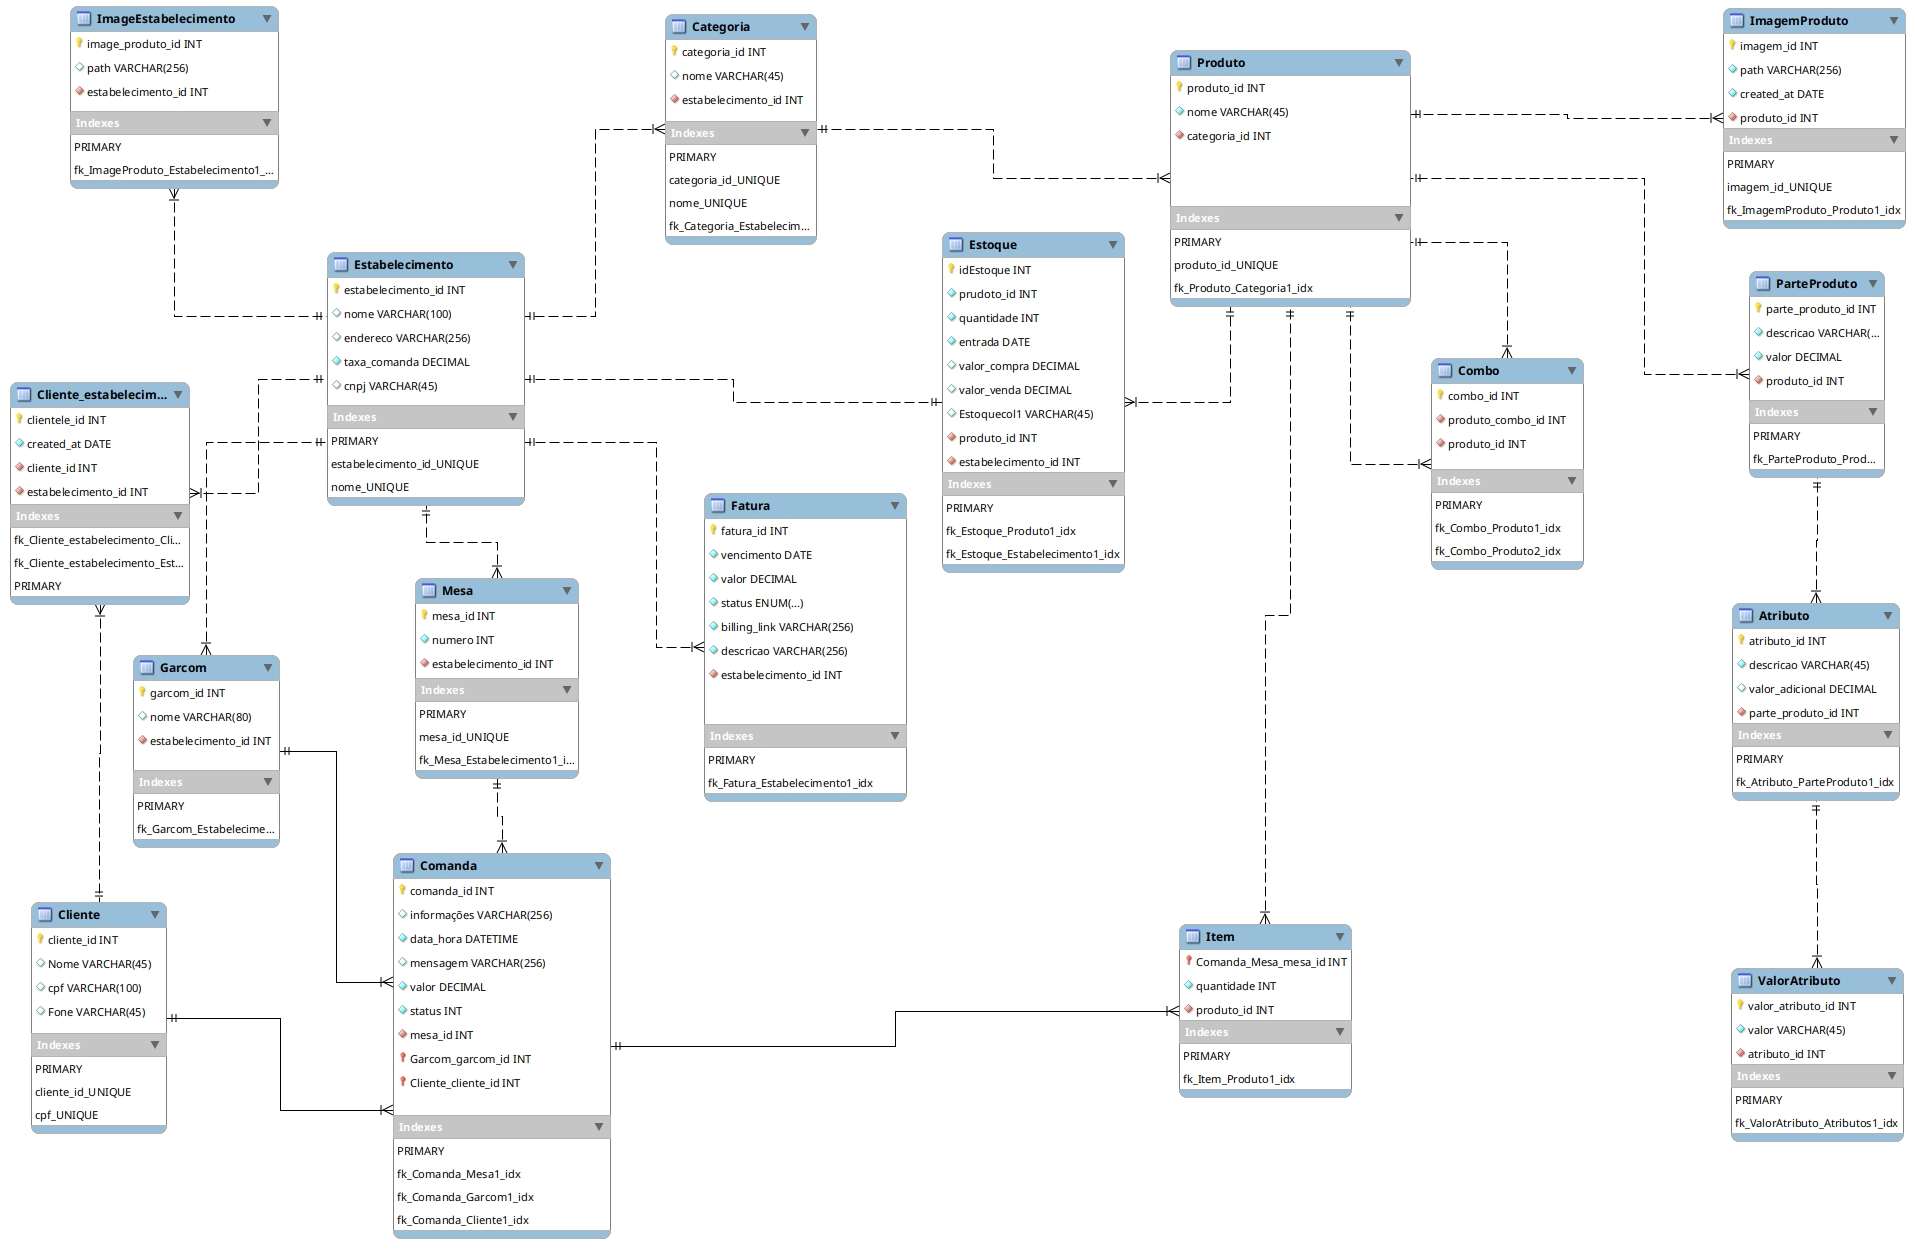 ImageEstabelecimento
image_produto_id INT
path VARCHAR(256)
estabelecimento_id INT
Indexes
PRIMARY
fk_ImageProduto_Estabelecimento1_...
Categoria
categoria_id INT
nome VARCHAR(45)
estabelecimento_id INT
Indexes
PRIMARY
categoria_id_UNIQUE
nome_UNIQUE
fk_Categoria_Estabelecim...
Produto
produto_id INT
nome VARCHAR(45)
categoria_id INT
Indexes
PRIMARY
produto_id_UNIQUE
fk_Produto_Categoria1_idx
ImagemProduto
imagem_id INT
path VARCHAR(256)
created_at DATE
produto_id INT
Indexes
PRIMARY
imagem_id_UNIQUE
fk_ImagemProduto_Produto1_idx
Estabelecimento
estabelecimento_id INT
nome VARCHAR(100)
endereco VARCHAR(256)
taxa_comanda DECIMAL
cnpj VARCHAR(45)
Indexes
PRIMARY
estabelecimento_id_UNIQUE
nome_UNIQUE
Estoque
idEstoque INT
prudoto_id INT
quantidade INT
entrada DATE
valor_compra DECIMAL
valor_venda DECIMAL
Estoquecol1 VARCHAR(45)
produto_id INT
estabelecimento_id INT
Indexes
PRIMARY
fk_Estoque_Produto1_idx
fk_Estoque_Estabelecimento1_idx
ParteProduto
parte_produto_id INT
descricao VARCHAR(...
valor DECIMAL
produto_id INT
Indexes
PRIMARY
fk_ParteProduto_Prod...
Combo
combo_id INT
produto_combo_id INT
produto_id INT
Indexes
PRIMARY
fk_Combo_Produto1_idx
fk_Combo_Produto2_idx
Cliente_estabelecim...
clientele_id INT
created_at DATE
cliente_id INT
estabelecimento_id INT
Indexes
fk_Cliente_estabelecimento_Cli...
fk_Cliente_estabelecimento_Est...
PRIMARY
Fatura
fatura_id INT
vencimento DATE
valor DECIMAL
status ENUM(...)
billing_link VARCHAR(256)
descricao VARCHAR(256)
estabelecimento_id INT
Indexes
PRIMARY
fk_Fatura_Estabelecimento1_idx
Mesa
mesa_id INT
numero INT
estabelecimento_id INT
Indexes
PRIMARY
mesa_id_UNIQUE
fk_Mesa_Estabelecimento1_i...
Atributo
atributo_id INT
descricao VARCHAR(45)
valor_adicional DECIMAL
parte_produto_id INT
Indexes
PRIMARY
fk_Atributo_ParteProduto1_idx
Garcom
garcom_id INT
nome VARCHAR(80)
estabelecimento_id INT
Indexes
PRIMARY
fk_Garcom_Estabelecime...
Comanda
comanda_id INT
informações VARCHAR(256)
data_hora DATETIME
mensagem VARCHAR(256)
valor DECIMAL
status INT
mesa_id INT
Garcom_garcom_id INT
Cliente_cliente_id INT
Indexes
PRIMARY
fk_Comanda_Mesa1_idx
fk_Comanda_Garcom1_idx
fk_Comanda_Cliente1_idx
Cliente
cliente_id INT
Nome VARCHAR(45)
cpf VARCHAR(100)
Fone VARCHAR(45)
Indexes
PRIMARY
cliente_id_UNIQUE
cpf_UNIQUE
Item
Comanda_Mesa_mesa_id INT
quantidade INT
produto_id INT
Indexes
PRIMARY
fk_Item_Produto1_idx
ValorAtributo
valor_atributo_id INT
valor VARCHAR(45)
atributo_id INT
Indexes
PRIMARY
fk_ValorAtributo_Atributos1_idx